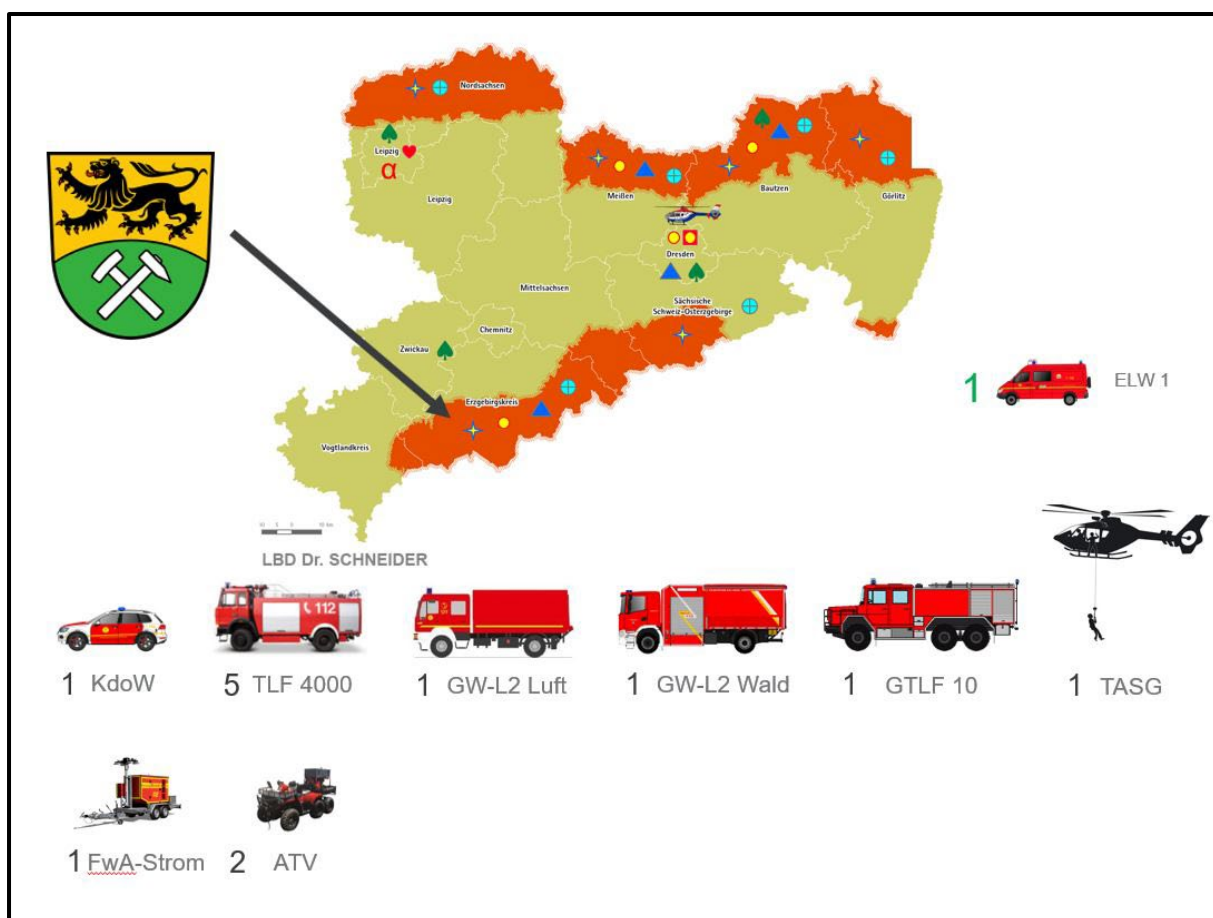 Nordsachsen
Leipzig
α
Leipzig
Meißen
Bautzen
Görlitz
Dresden
Mittelsachsen
Sächsische
Schweiz-Osterzgebirge
Chemnitz
Zwickau
Erzgebirgskreis
Vogtlandkreis
1 ELW 1
LBD Dr. SCHNEIDER
112
1 KdoW
5 TLF 4000
1 GW-L2 Luft
1 GW-L2 Wald
1 GTLF 10
1 TASG
1 FwA-Strom
2 ATV